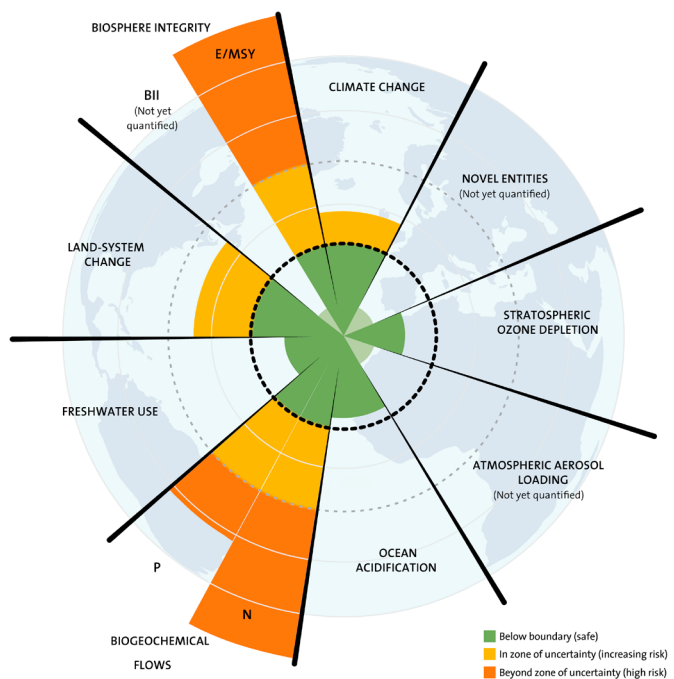 BIOSPHERE INTEGRITY
E/MSY
BII
(Not yet
quantified)
CLIMATE CHANGE
NOVEL ENTITIES
(Not yet quantified)
LAND-SYSTEM
CHANGE
STRATOSPHERIC
OZONE DEPLETION
FRESHWATER USE
ATMOSPHERIC AEROSOL
LOADING
(Not yet quantified)
OCEAN
ACIDIFICATION
P
N
BIOGEOCHEMICAL
FLOWS
Below boundary (safe)
In zone of uncertainty (increasing risk)
Beyond zone of uncertainty (high risk)